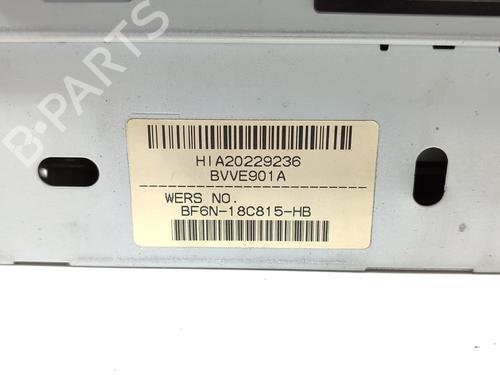 B-PARTS
HIA20229236
BVVE901A
WERS NO.
BF6N-18C815-HB